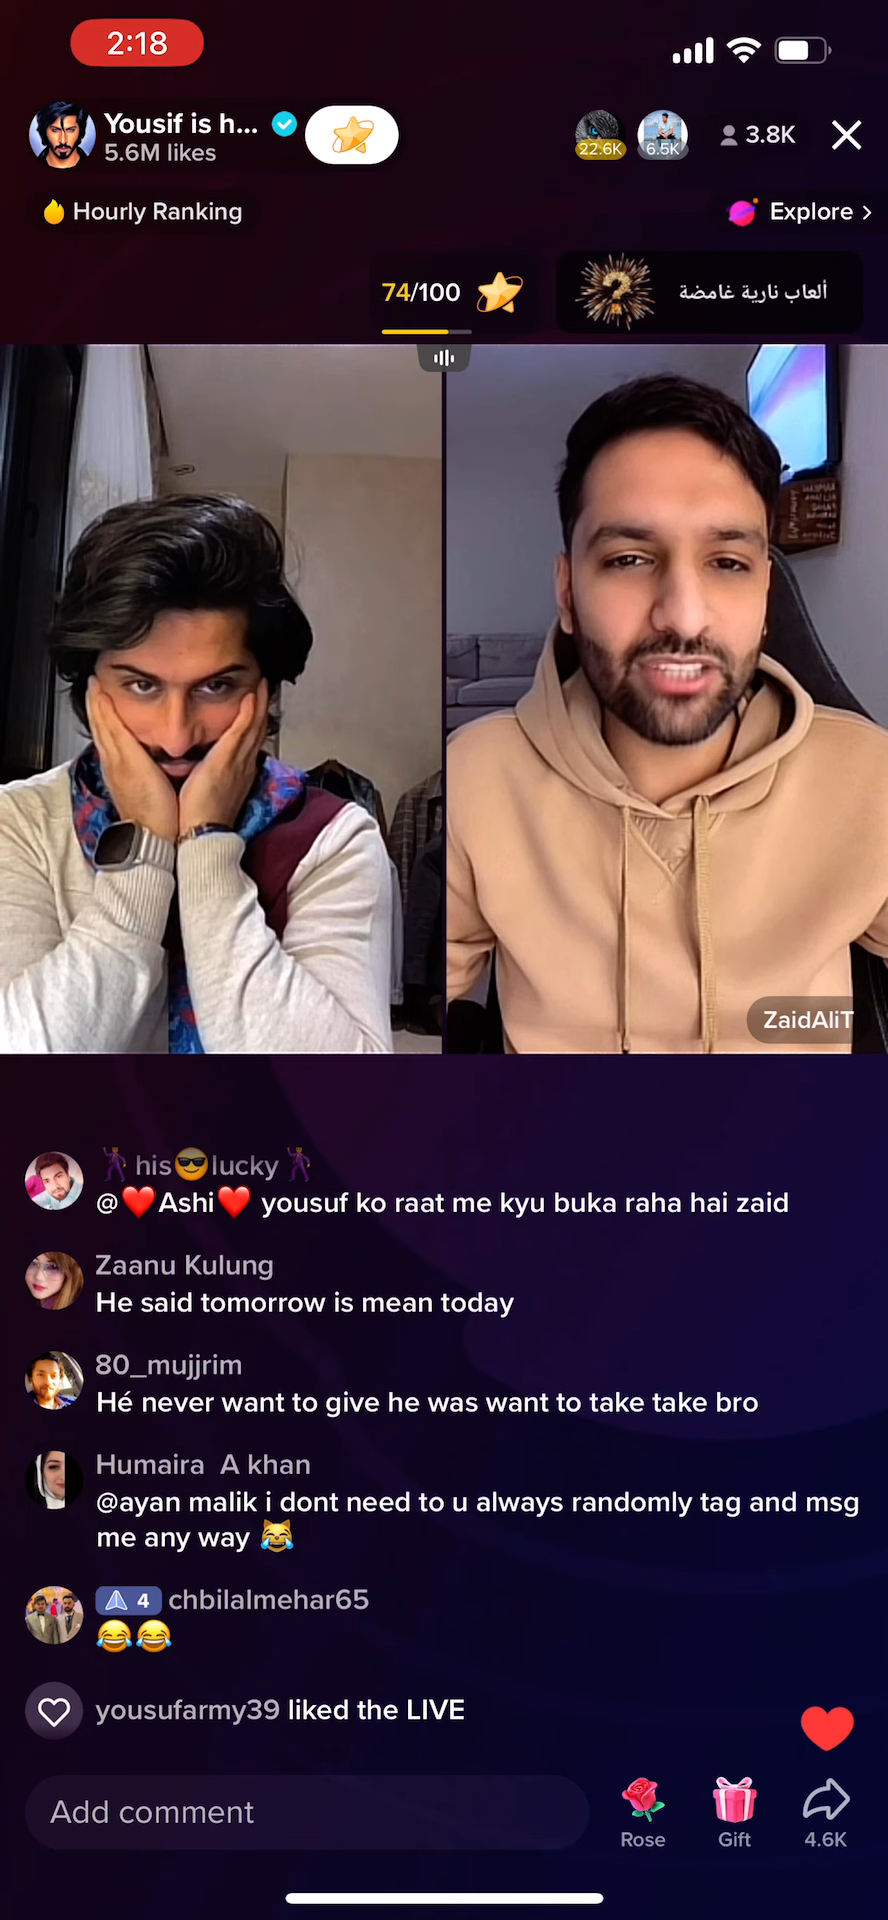 2:18
Yousif is h...
5.6M likes
22.6K
6.5K
3.8K
Hourly Ranking
Explore >
74/100
ألعاب نارية غامضة
ZaidAliT
🕺his😎lucky🕺
@❤️Ashi❤️ yousuf ko raat me kyu buka raha hai zaid
Zaanu Kulung
He said tomorrow is mean today
80_mujjrim
Hé never want to give he was want to take take bro
Humaira A khan
@ayan malik i dont need to u always randomly tag and msg
me any way 😹
4 chbilalmehar65
😂😂
yousufarmy39 liked the LIVE
Add comment
Rose
Gift
4.6K